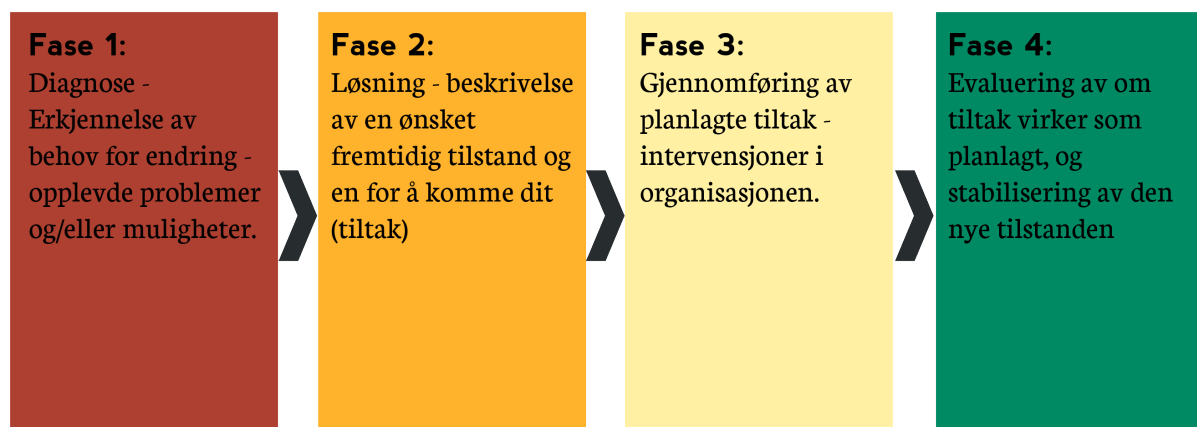 Fase 1:
Diagnose -
Erkjennelse av
behov for endring -
opplevde problemer
og/eller muligheter.
Fase 2:
Løsning - beskrivelse
av en ønsket
fremtidig tilstand og
en for å komme dit
(tiltak)
Fase 3:
Gjennomføring av
planlagte tiltak -
intervensjoner i
organisasjonen.
Fase 4:
Evaluering av om
tiltak virker som
planlagt, og
stabilisering av den
nye tilstanden